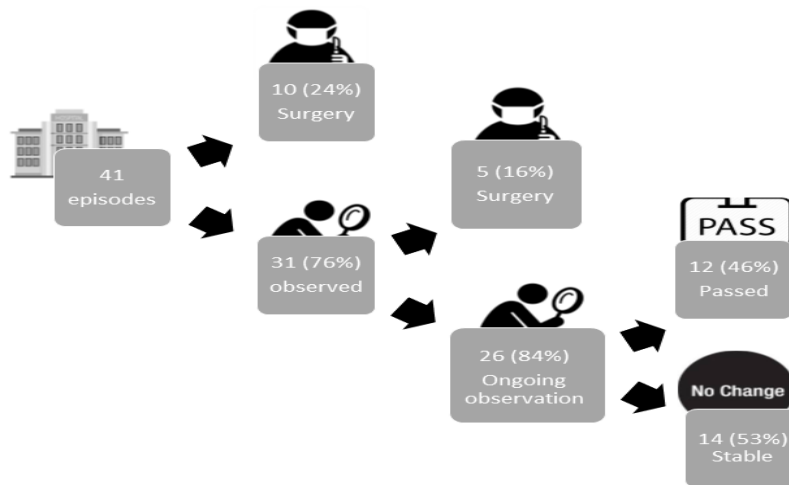 10 (24%)
Surgery
41
episodes
5 (16%)
Surgery
31 (76%)
observed
PASS
12 (46%)
Passed
26 (84%)
Ongoing
observation
No Change
14 (53%)
Stable